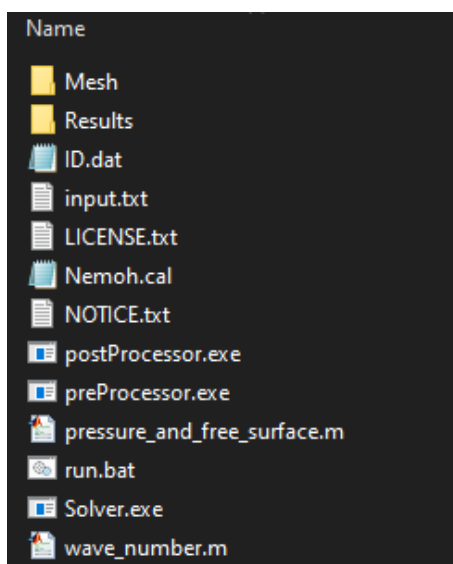 Name
Mesh
Results
ID.dat
input.txt
LICENSE.txt
Nemoh.cal
NOTICE.txt
postProcessor.exe
preProcessor.exe
pressure_and_free_surface.m
run.bat
Solver.exe
wave_number.m